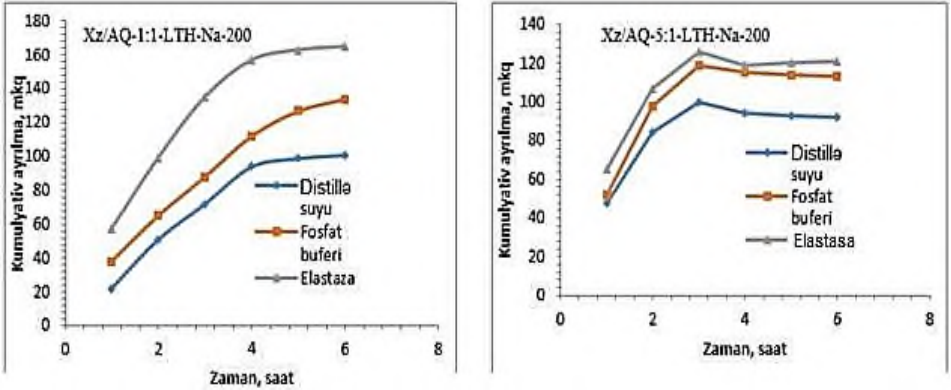 Xz/AQ-1:1-LTH-Na-200
Kumulyativ ayrılma, mkq
180
160
140
120
100
80
60
40
20
0
0 2 4 6 8
Zaman, saat
Distillə
suyu
Fosfat
buferi
Elastaza
Xz/AQ-5:1-LTH-Na-200
Kumulyativ ayrılma, mkq
140
120
100
80
60
40
20
0
0 2 4 6 8
Zaman, saat
Distillə
suyu
Fosfat
buferi
Elastasa